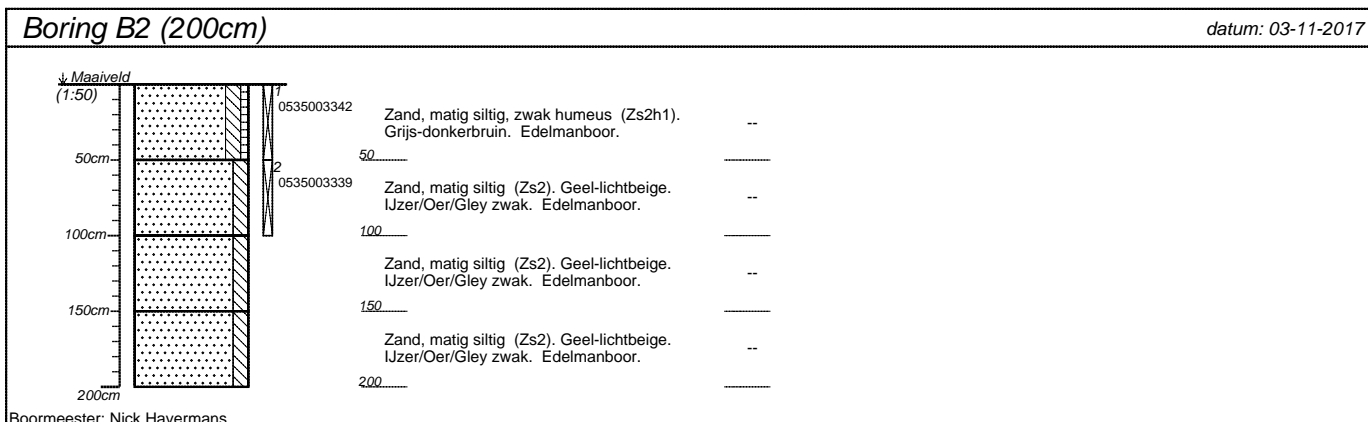 Boring B2 (200cm)
datum: 03-11-2017
Maaiveld
(1:50)
1
0535003342
Zand, matig siltig, zwak humeus (Zs2h1).
Grijs-donkerbruin. Edelmanboor.
--
50cm
50
2
0535003339
Zand, matig siltig (Zs2). Geel-lichtbeige.
IJzer/Oer/Gley zwak. Edelmanboor.
--
100cm
100
Zand, matig siltig (Zs2). Geel-lichtbeige.
IJzer/Oer/Gley zwak. Edelmanboor.
--
150cm
150
Zand, matig siltig (Zs2). Geel-lichtbeige.
IJzer/Oer/Gley zwak. Edelmanboor.
--
200cm
200
Boormeester: Nick Havermans